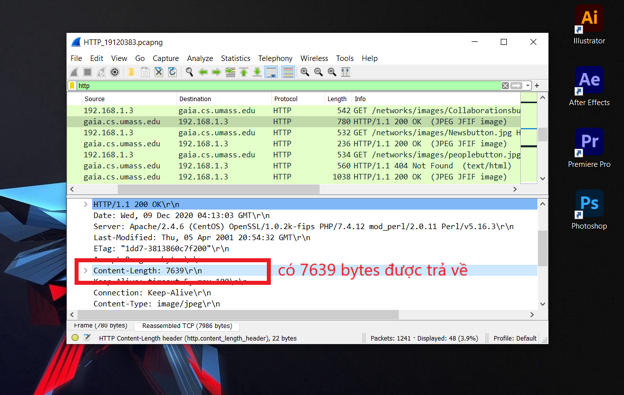 HTTP_19120383.pcapng
File Edit View Go Capture Analyze Statistics Telephony Wireless Tools Help
http
Source Destination Protocol Length Info
192.168.1.3 gaia.cs.umass.edu HTTP 542 GET /networks/images/Collaborationsbu
gaia.cs.umass.edu 192.168.1.3 HTTP 780 HTTP/1.1 200 OK (JPEG JFIF image)
192.168.1.3 gaia.cs.umass.edu HTTP 532 GET /networks/images/Newsbutton.jpg H
gaia.cs.umass.edu 192.168.1.3 HTTP 236 HTTP/1.1 200 OK (JPEG JFIF image)
192.168.1.3 gaia.cs.umass.edu HTTP 534 GET /networks/images/peoplebutton.jpg
gaia.cs.umass.edu 192.168.1.3 HTTP 560 HTTP/1.1 404 Not Found (text/html)
gaia.cs.umass.edu 192.168.1.3 HTTP 1038 HTTP/1.1 200 OK (JPEG JFIF image)
HTTP/1.1 200 OK\r\n
Date: Wed, 09 Dec 2020 04:13:03 GMT\r\n
Server: Apache/2.4.6 (CentOS) OpenSSL/1.0.2k-fips PHP/7.4.12 mod_perl/2.0.11 Perl/v5.16.3\r\n
Last-Modified: Thu, 05 Apr 2001 20:54:32 GMT\r\n
ETag: "1dd7-3813860c7f200"\r\n
Content-Length: 7639\r\n
có 7639 bytes được trả về
Connection: Keep-Alive\r\n
Content-Type: image/jpeg\r\n
Frame (780 bytes) Reassembled TCP (7986 bytes)
HTTP Content-Length header (http.content_length_header), 22 bytes
Packets: 1241 · Displayed: 48 (3.9%)
Profile: Default
Ai
Illustrator
Ae
After Effects
Pr
Premiere Pro
Ps
Photoshop